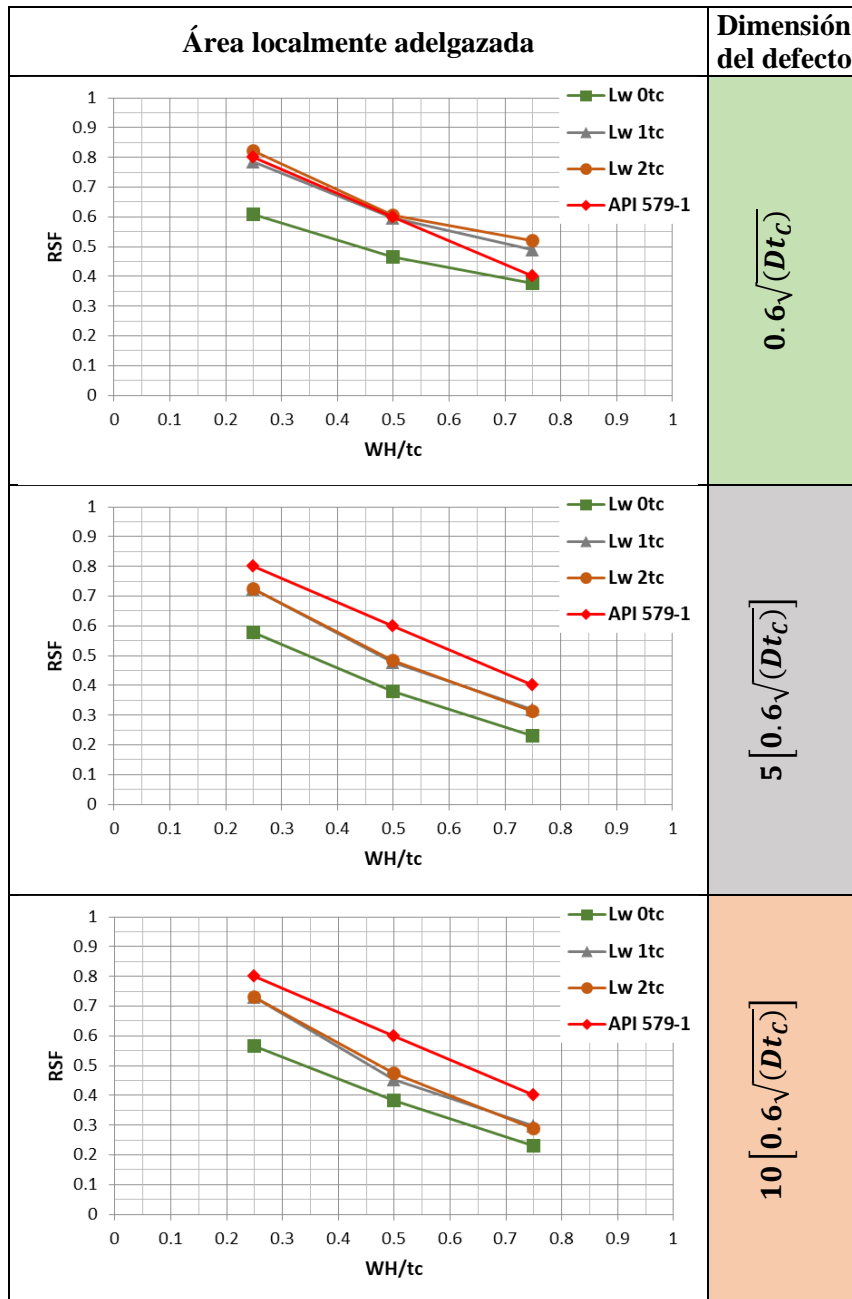 Área localmente adelgazada
Dimensión
del defecto
1
0.9
0.8
0.7
0.6
0.5
0.4
0.3
0.2
0.1
0
RSF
0 0.1 0.2 0.3 0.4 0.5 0.6 0.7 0.8 0.9 1
WH/tc
Lw 0tc
Lw 1tc
Lw 2tc
API 579-1
0.6√(Dt_C)
1
0.9
0.8
0.7
0.6
0.5
0.4
0.3
0.2
0.1
0
RSF
0 0.1 0.2 0.3 0.4 0.5 0.6 0.7 0.8 0.9 1
WH/tc
Lw 0tc
Lw 1tc
Lw 2tc
API 579-1
5[0.6√(Dt_C)]
1
0.9
0.8
0.7
0.6
0.5
0.4
0.3
0.2
0.1
0
RSF
0 0.1 0.2 0.3 0.4 0.5 0.6 0.7 0.8 0.9 1
WH/tc
Lw 0tc
Lw 1tc
Lw 2tc
API 579-1
10[0.6√(Dt_C)]